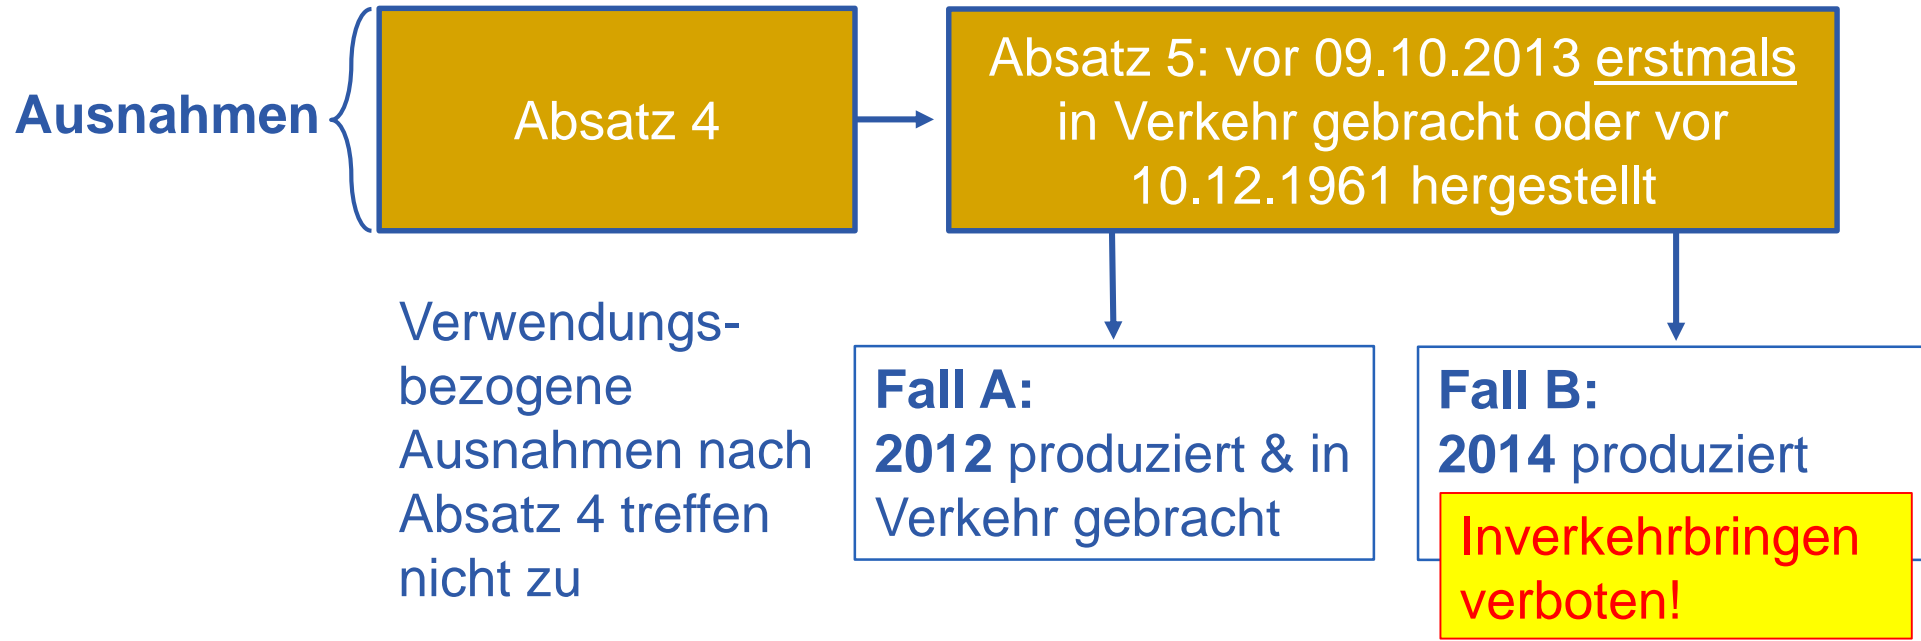 Ausnahmen
Absatz 4
Absatz 5: vor 09.10.2013 erstmals
in Verkehr gebracht oder vor
10.12.1961 hergestellt
Verwendungs-
bezogene
Ausnahmen nach
Absatz 4 treffen
nicht zu
Fall A:
2012 produziert & in
Verkehr gebracht
Fall B:
2014 produziert
Inverkehrbringen
verboten!